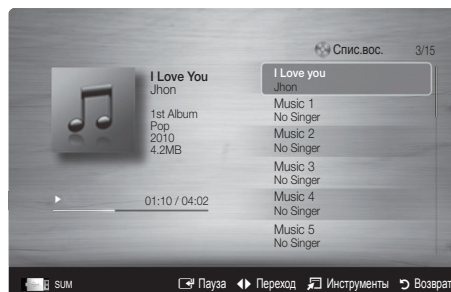 Спис.вос. 3/15
I Love You
Jhon
1st Album
Pop
2010
4.2MB
01:10 / 04:02
I Love you
Jhon
Music 1
No Singer
Music 2
No Singer
Music 3
No Singer
Music 4
No Singer
Music 5
No Singer
SUM Пауза Переход Инструменты Возврат